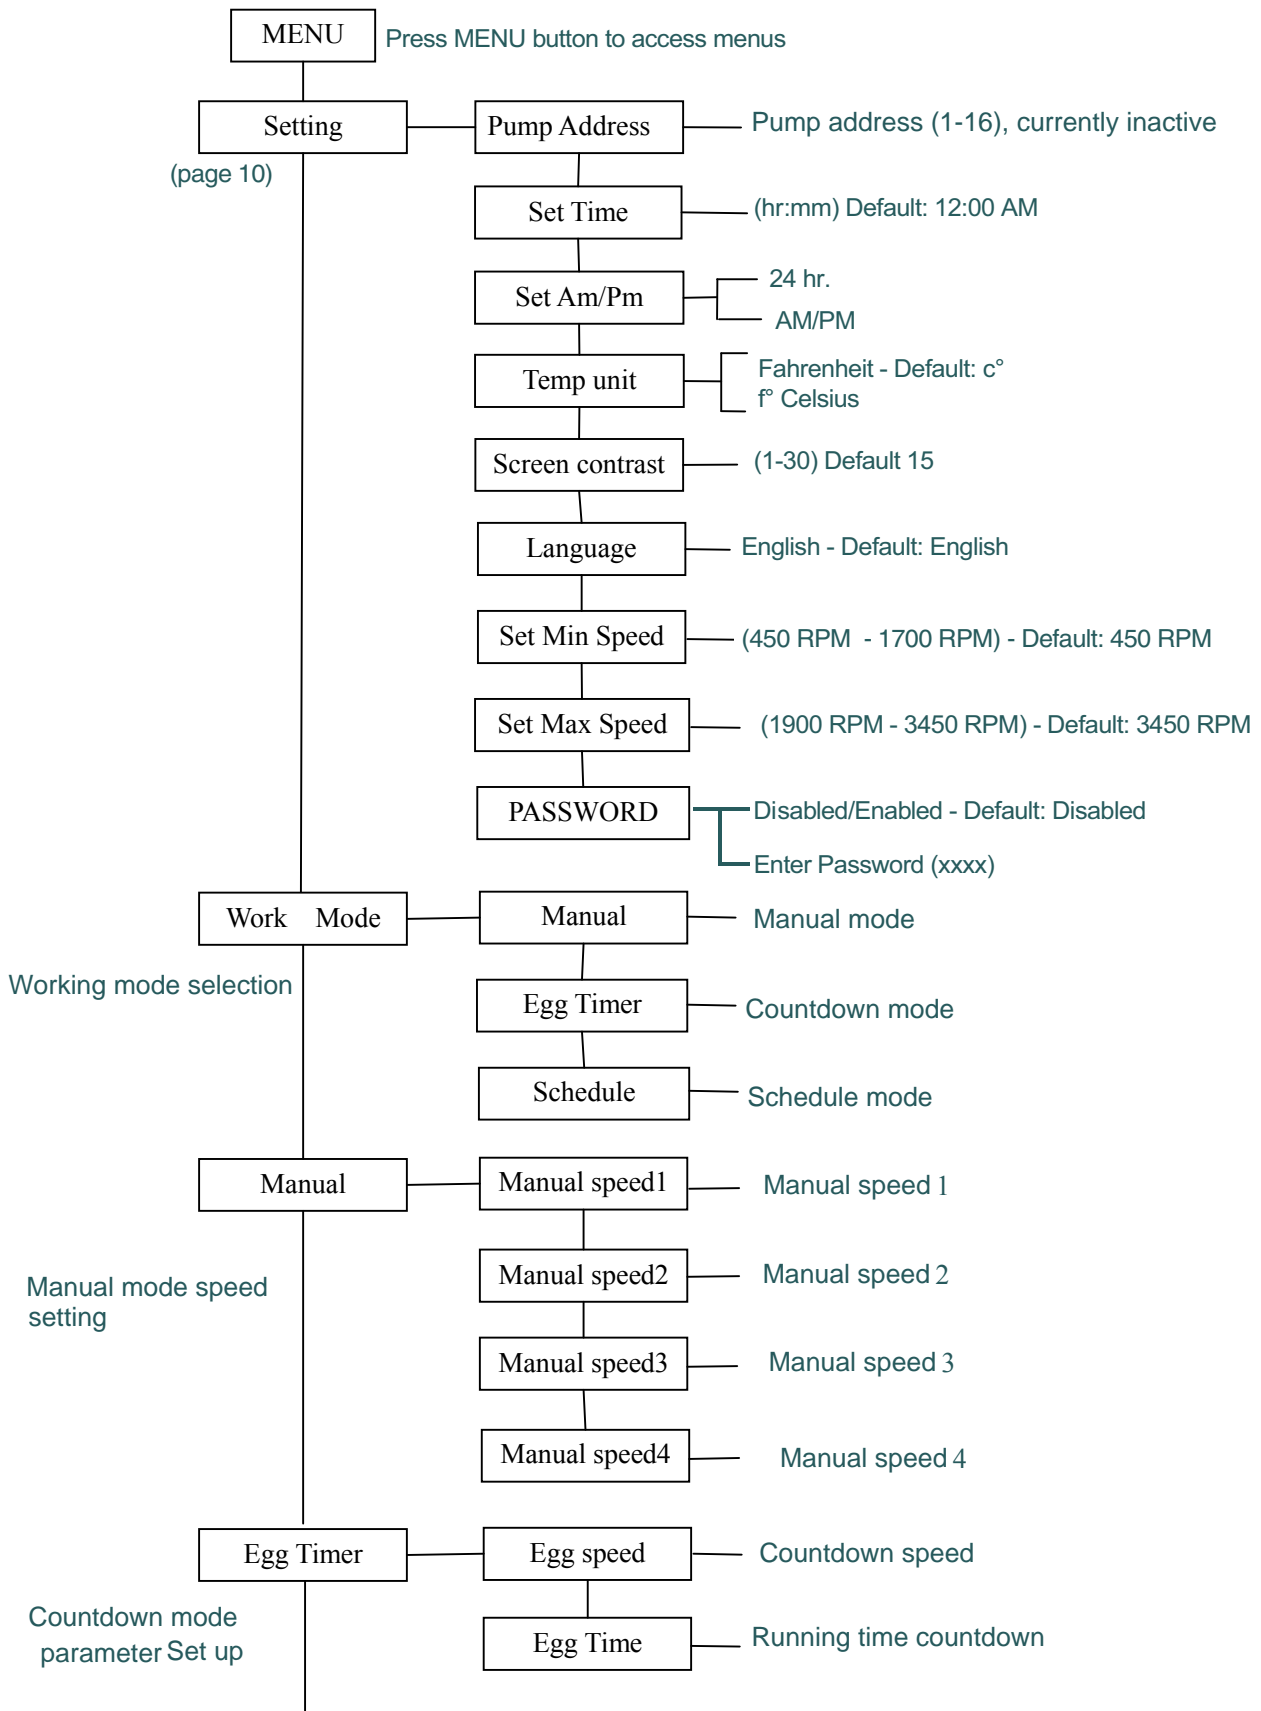 MENU
Press MENU button to access menus
Setting
Pump Address
Pump address (1-16), currently inactive
(page 10)
Set Time
(hr:mm) Default: 12:00 AM
Set Am/Pm
24 hr.
AM/PM
Temp unit
Fahrenheit - Default: c°
f° Celsius
Screen contrast
(1-30) Default 15
Language
English - Default: English
Set Min Speed
(450 RPM - 1700 RPM) - Default: 450 RPM
Set Max Speed
(1900 RPM - 3450 RPM) - Default: 3450 RPM
PASSWORD
Disabled/Enabled - Default: Disabled
Enter Password (xxxx)
Work Mode
Manual
Manual mode
Working mode selection
Egg Timer
Countdown mode
Schedule
Schedule mode
Manual
Manual speed1
Manual speed 1
Manual mode speed
setting
Manual speed2
Manual speed 2
Manual speed3
Manual speed 3
Manual speed4
Manual speed 4
Egg Timer
Egg speed
Countdown speed
Countdown mode
parameter Set up
Egg Time
Running time countdown